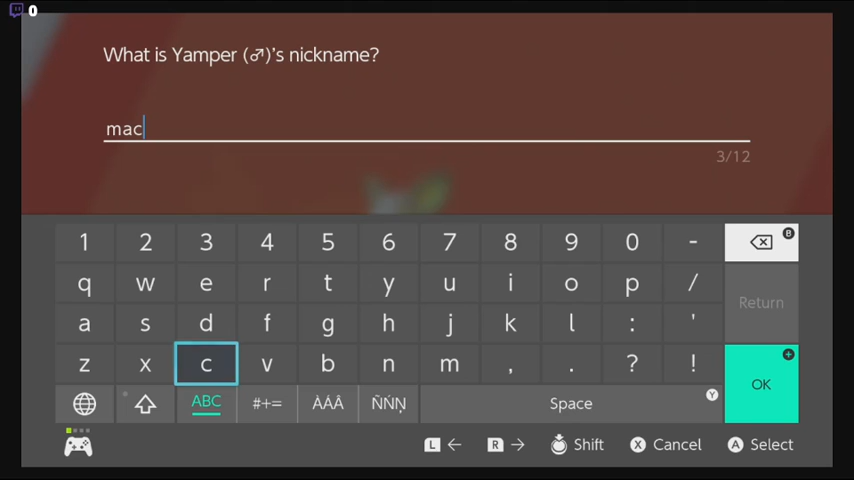 0
What is Yamper (♂)'s nickname?
mac
3/12
1 2 3 4 5 6 7 8 9 0 -
q w e r t y u i o p /
Return
a s d f g h j k l : '
z x c v b n m , . ? !
OK
ABC #+= ÀÁÂ ÑŃŅ Space
L ← R → Shift X Cancel A Select
B
+
Y